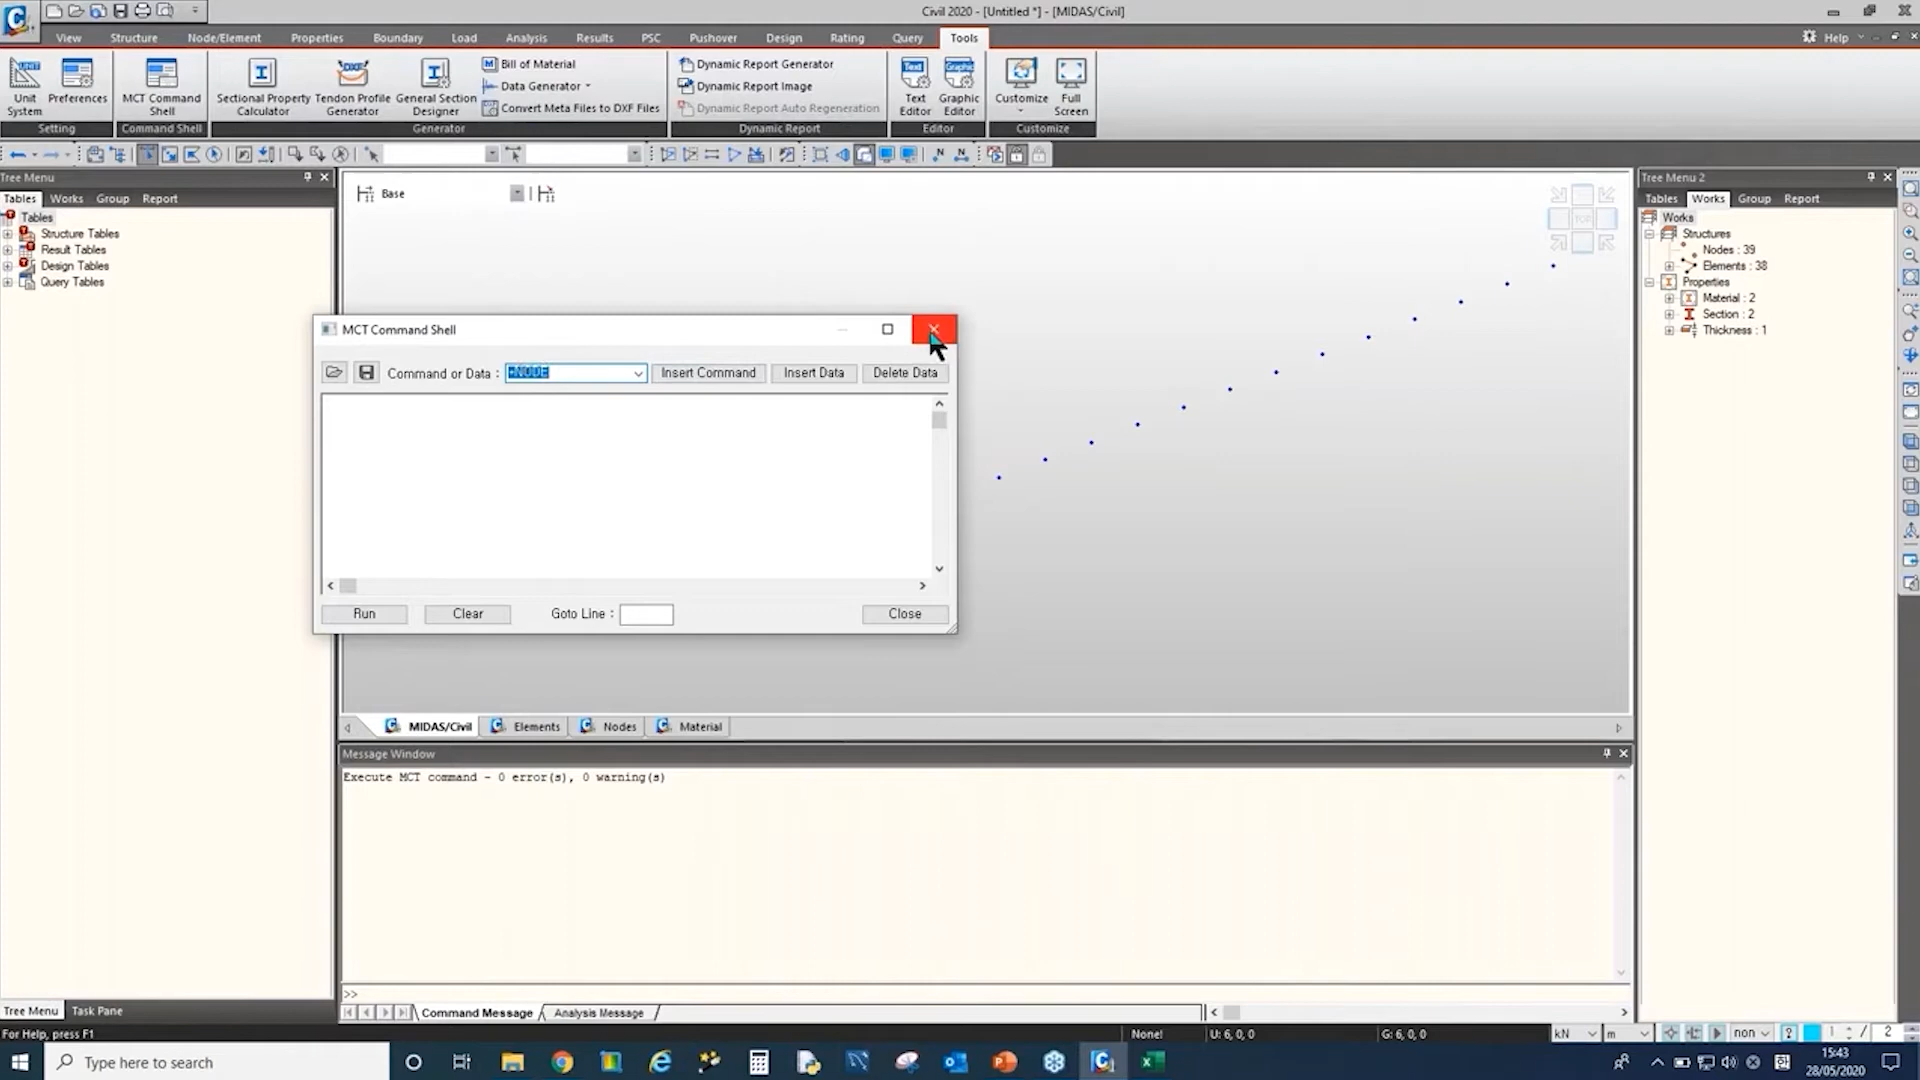 Civil 2020 - [Untitled *] - [MIDAS/Civil]
View Structure Node/Element Properties Boundary Load Analysis Results PSC Pushover Design Rating Query Tools Help
Unit System
Preferences
Setting
MCT Command Shell
Command Shell
Sectional Property Calculator
Tendon Profile Generator
General Section Designer
Bill of Material
Data Generator
Convert Meta Files to DXF Files
Generator
Dynamic Report Generator
Dynamic Report Image
Dynamic Report Auto Regeneration
Dynamic Report
Text Editor
Graphic Editor
Editor
Customize
Full Screen
Customize
Tree Menu
Tables Works Group Report
Tables
Structure Tables
Result Tables
Design Tables
Query Tables
Base
TOP
MCT Command Shell
Command or Data : *NODE Insert Command Insert Data Delete Data
Run Clear Goto Line : Close
Tree Menu 2
Tables Works Group Report
Works
Structures
Nodes : 39
Elements : 38
Properties
Material : 2
Section : 2
Thickness : 1
MIDAS/Civil Elements Nodes Material
Message Window
Execute MCT command - 0 error(s), 0 warning(s)
>>
Command Message Analysis Message
Tree Menu Task Pane
For Help, press F1
None! U: 6, 0, 0 G: 6, 0, 0 kN m non 1 / 2
Type here to search
15:43
28/05/2020